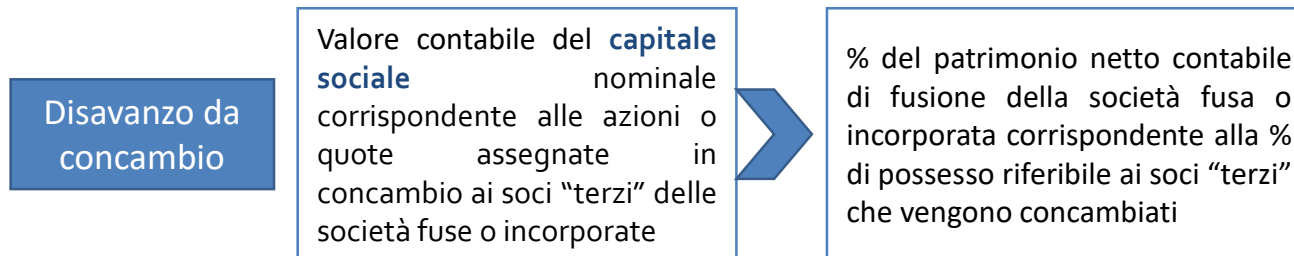 Disavanzo da
concambio
Valore contabile del capitale
sociale nominale
corrispondente alle azioni o
quote assegnate in
concambio ai soci “terzi” delle
società fuse o incorporate
% del patrimonio netto contabile
di fusione della società fusa o
incorporata corrispondente alla %
di possesso riferibile ai soci “terzi”
che vengono concambiati